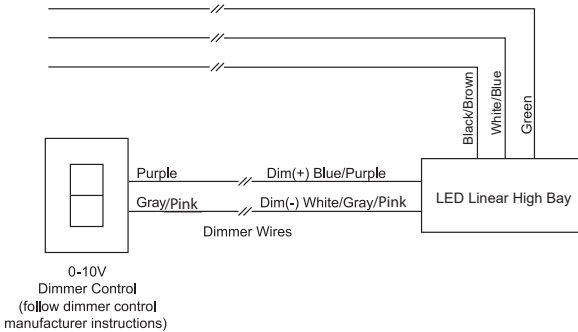 Black/Brown
White/Blue
Green
Purple
Dim(+) Blue/Purple
Gray/Pink
Dim(-) White/Gray/Pink
Dimmer Wires
LED Linear High Bay
0-10V
Dimmer Control
(follow dimmer control
manufacturer instructions)